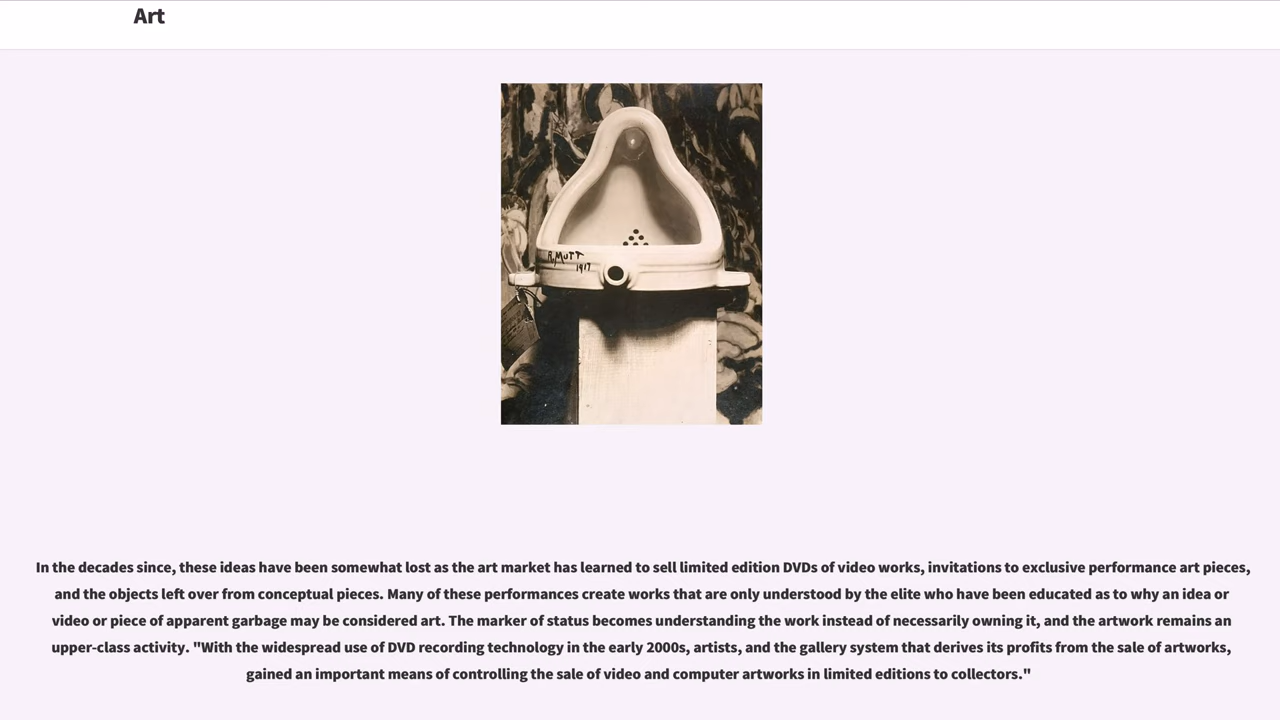 Art
R. MUTT
1917
In the decades since, these ideas have been somewhat lost as the art market has learned to sell limited edition DVDs of video works, invitations to exclusive performance art pieces,
and the objects left over from conceptual pieces. Many of these performances create works that are only understood by the elite who have been educated as to why an idea or
video or piece of apparent garbage may be considered art. The marker of status becomes understanding the work instead of necessarily owning it, and the artwork remains an
upper-class activity. "With the widespread use of DVD recording technology in the early 2000s, artists, and the gallery system that derives its profits from the sale of artworks,
gained an important means of controlling the sale of video and computer artworks in limited editions to collectors."